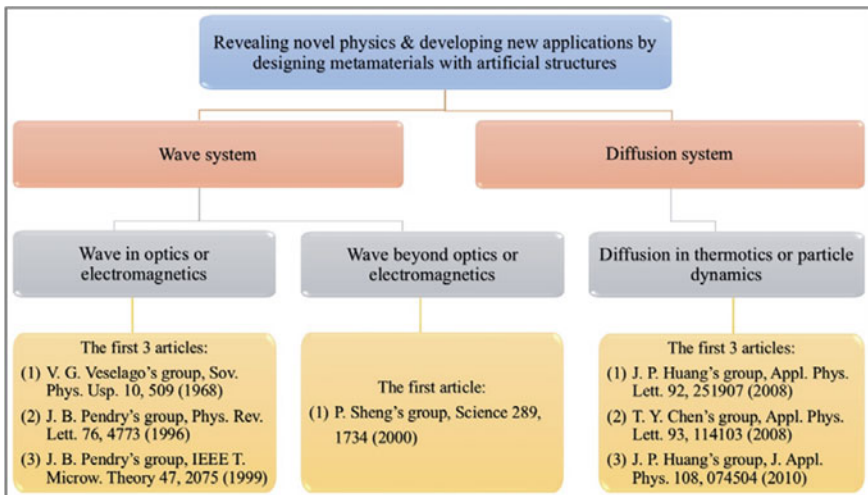 Revealing novel physics & developing new applications by
designing metamaterials with artificial structures
Wave system
Diffusion system
Wave in optics or
electromagnetics
Wave beyond optics or
electromagnetics
Diffusion in thermotics or particle
dynamics
The first 3 articles:
(1) V. G. Veselago's group, Sov.
Phys. Usp. 10, 509 (1968)
(2) J. B. Pendry's group, Phys. Rev.
Lett. 76, 4773 (1996)
(3) J. B. Pendry's group, IEEE T.
Microw. Theory 47, 2075 (1999)
The first article:
(1) P. Sheng's group, Science 289,
1734 (2000)
The first 3 articles:
(1) J. P. Huang's group, Appl. Phys.
Lett. 92, 251907 (2008)
(2) T. Y. Chen's group, Appl. Phys.
Lett. 93, 114103 (2008)
(3) J. P. Huang's group, J. Appl.
Phys. 108, 074504 (2010)